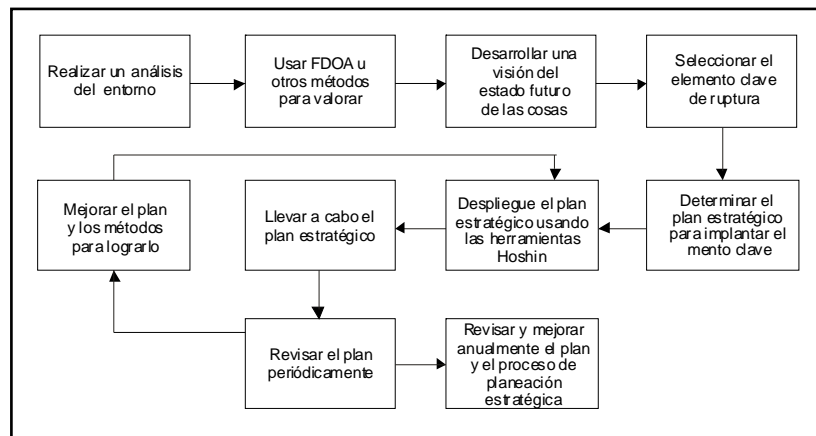 Realizar un análisis
del entorno
Usar FDOA u
otros métodos
para valorar
Desarrollar una
visión del
estado futuro
de las cosas
Seleccionar el
elemento clave
de ruptura
Mejorar el plan
y los métodos
para lograrlo
Llevar a cabo el
plan estratégico
Despliegue el plan
estratégico usando
las herramientas
Hoshin
Determinar el
plan estratégico
para implantar el
mento clave
Revisar el plan
periódicamente
Revisar y mejorar
anualmente el plan
y el proceso de
planeación
estratégica